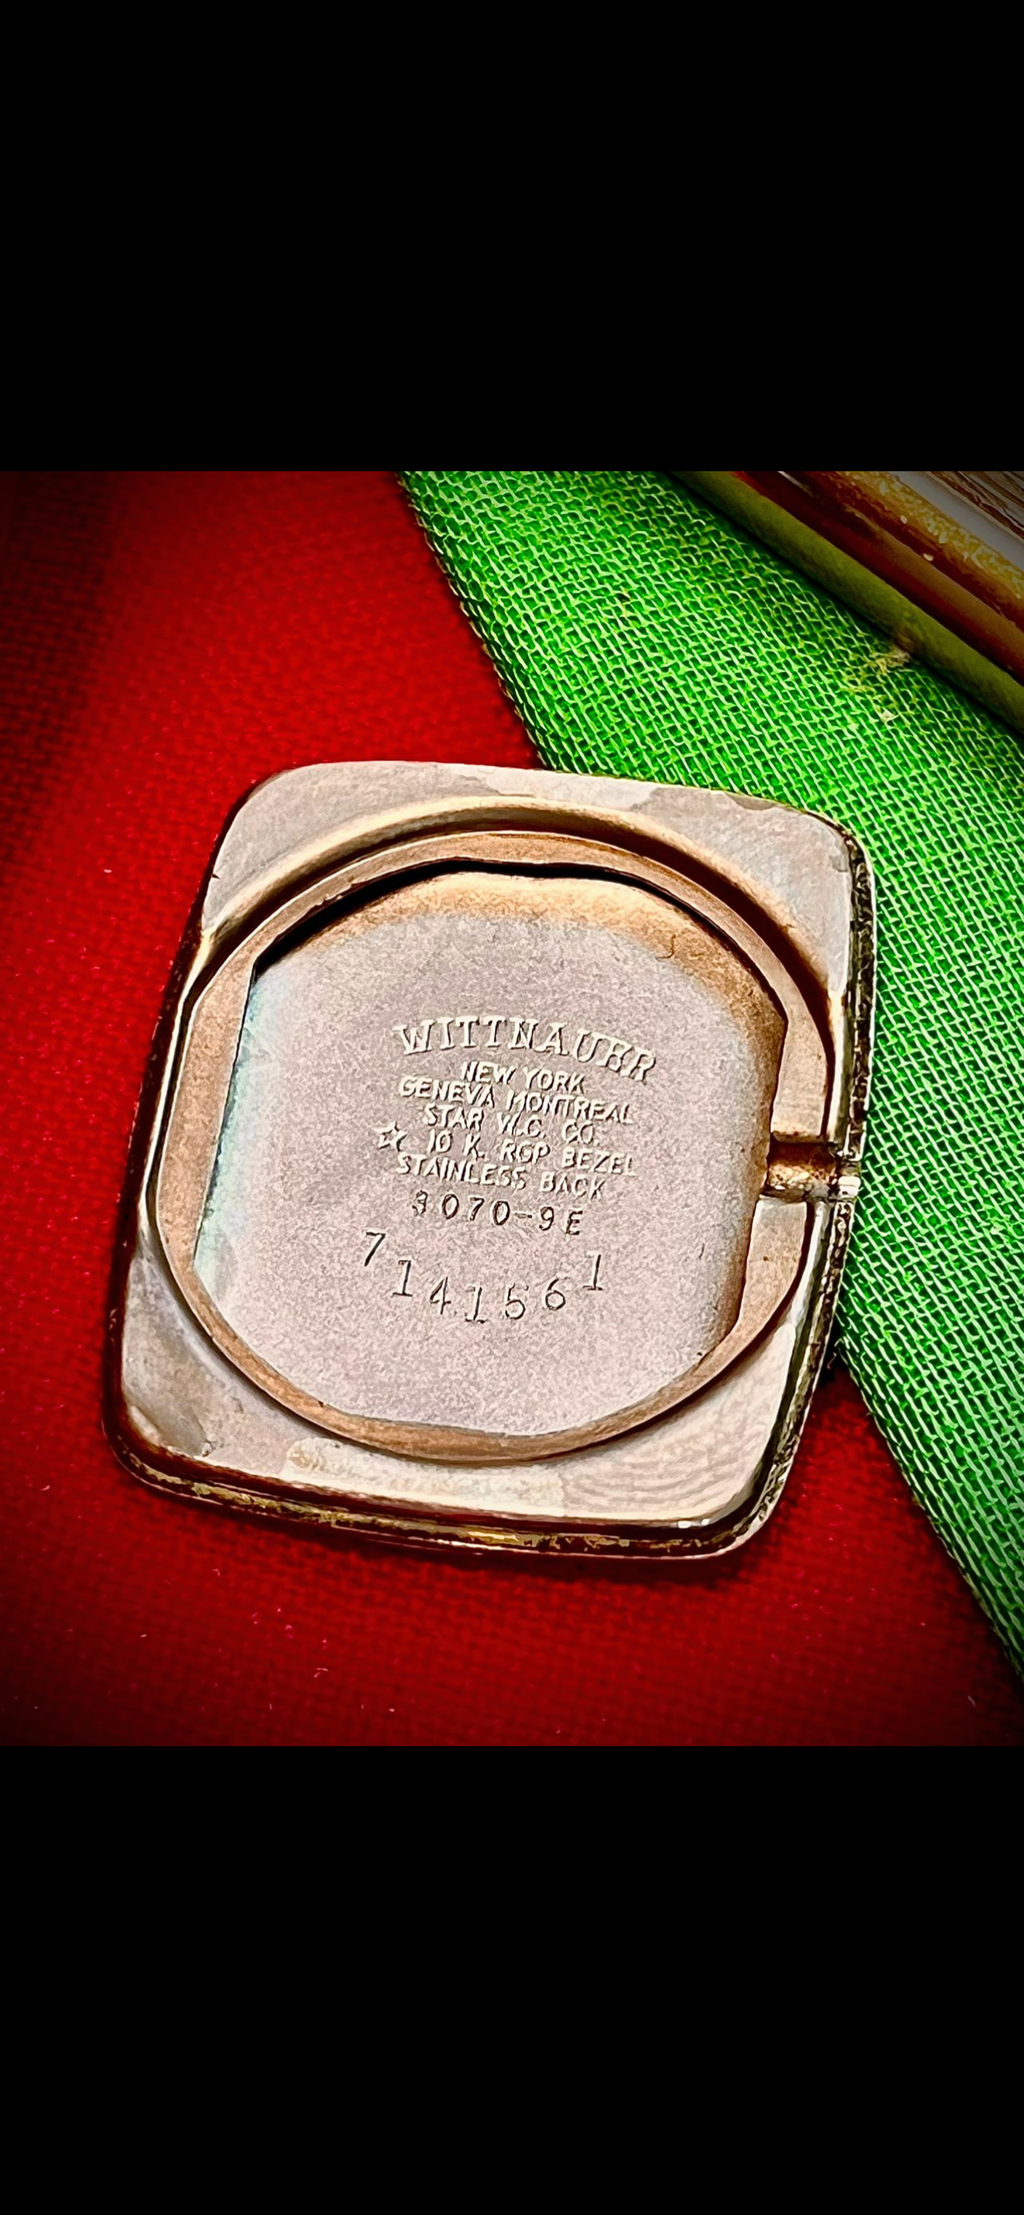 WITTNAUER
NEW YORK
GENEVA MONTREAL
STAR W.C. CO.
☆ 10 K. RGP BEZEL
STAINLESS BACK
3070-9E
7141561